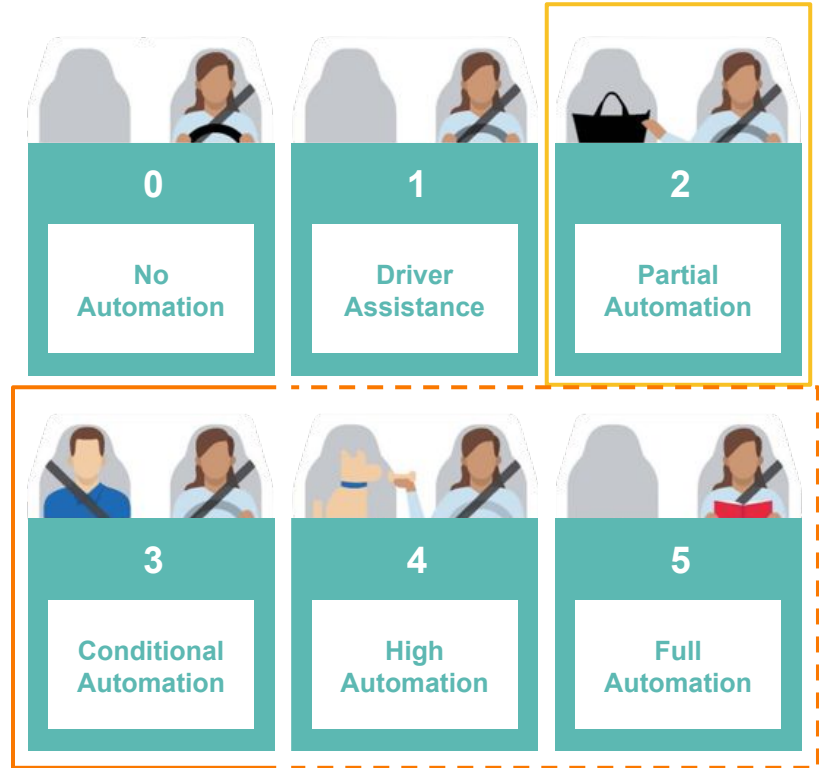 0
No
Automation
1
Driver
Assistance
2
Partial
Automation
3
Conditional
Automation
4
High
Automation
5
Full
Automation